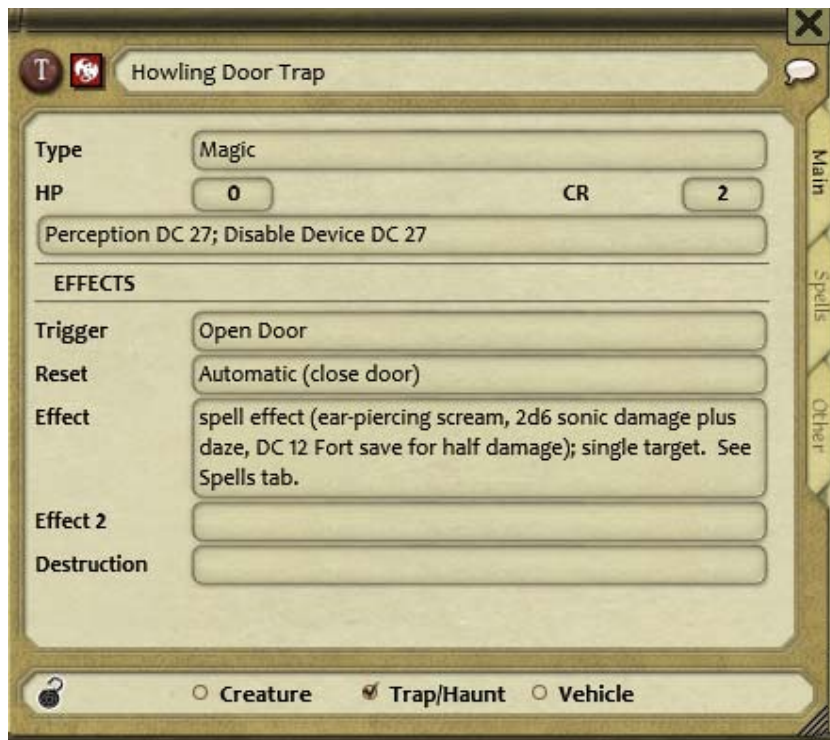 T
Howling Door Trap
Type Magic
HP 0 CR 2
Perception DC 27; Disable Device DC 27
EFFECTS
Trigger Open Door
Reset Automatic (close door)
Effect spell effect (ear-piercing scream, 2d6 sonic damage plus
daze, DC 12 Fort save for half damage); single target. See
Spells tab.
Effect 2
Destruction
Creature Trap/Haunt Vehicle
Main
Spells
Other